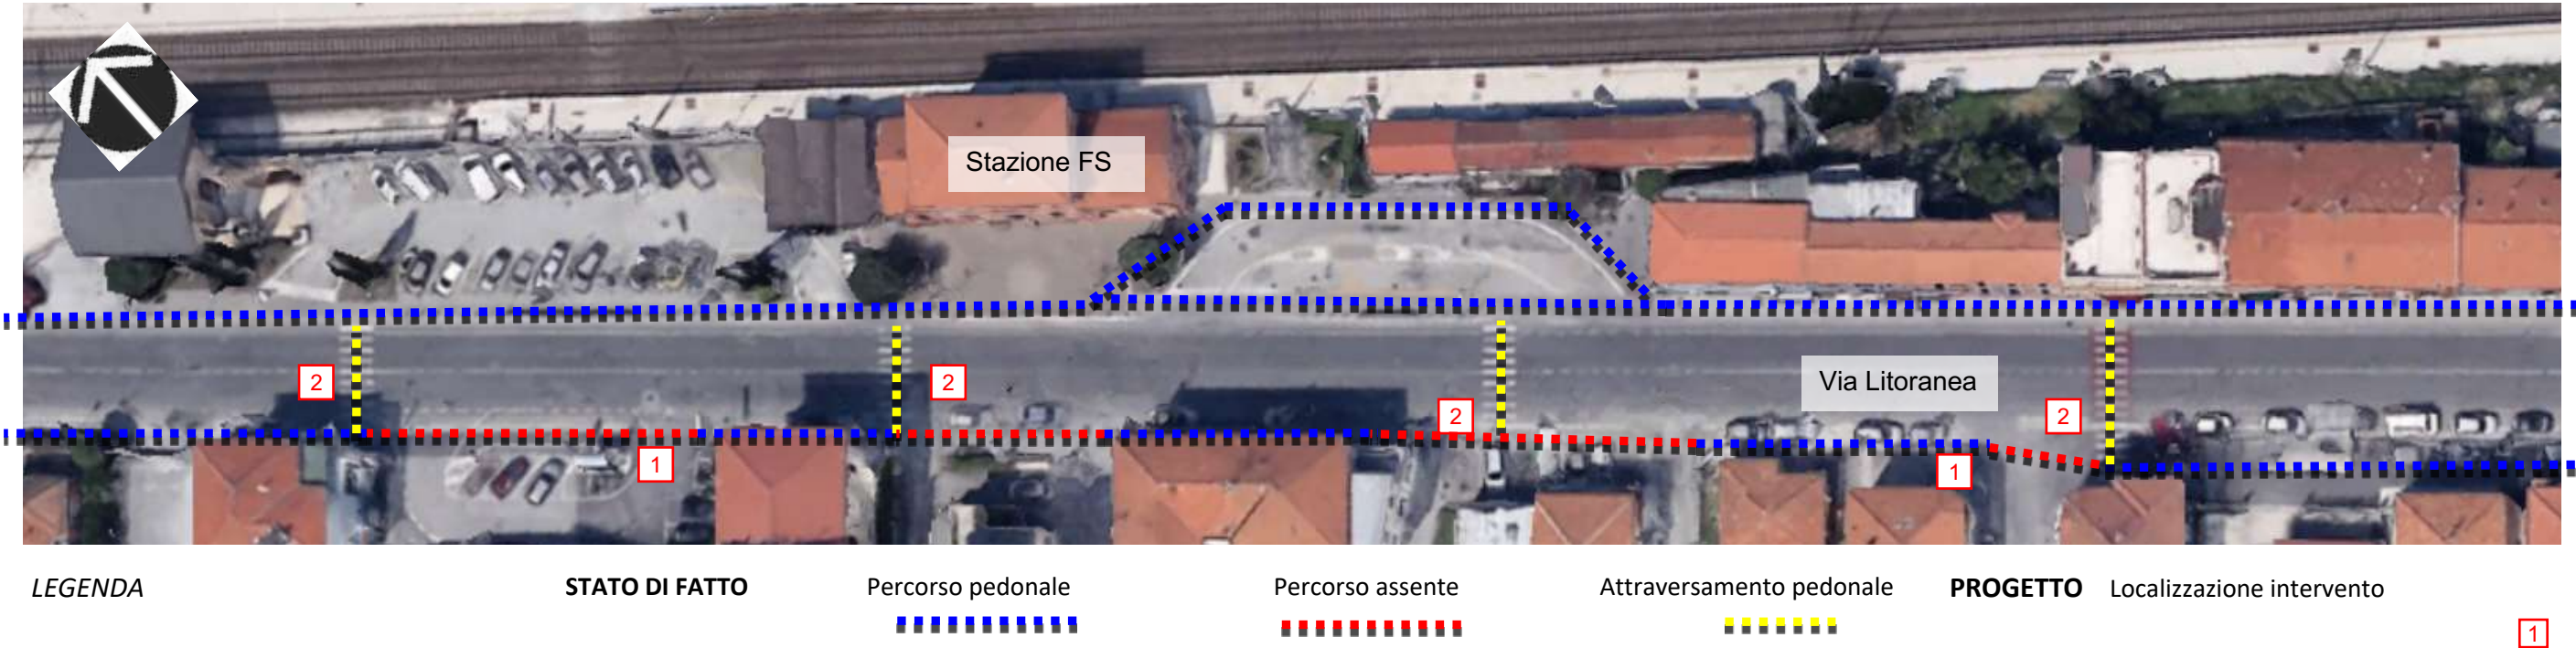 Stazione FS
Via Litoranea
2
2
2
2
1
1
LEGENDA STATO DI FATTO Percorso pedonale Percorso assente Attraversamento pedonale PROGETTO Localizzazione intervento
1